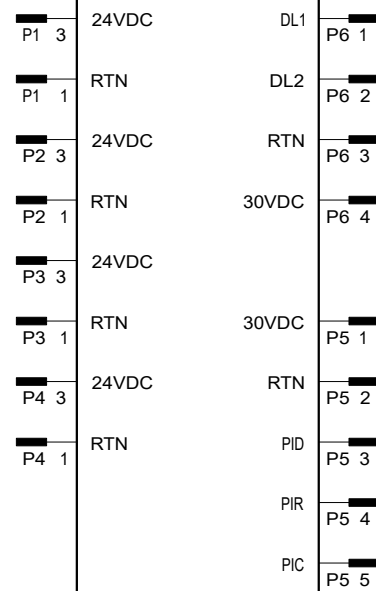 24VDC DL1
P1 3 P6 1
RTN DL2
P1 1 P6 2
24VDC RTN
P2 3 P6 3
RTN 30VDC
P2 1 P6 4
24VDC
P3 3
RTN 30VDC
P3 1 P5 1
24VDC RTN
P4 3 P5 2
RTN PID
P4 1 P5 3
PIR
P5 4
PIC
P5 5